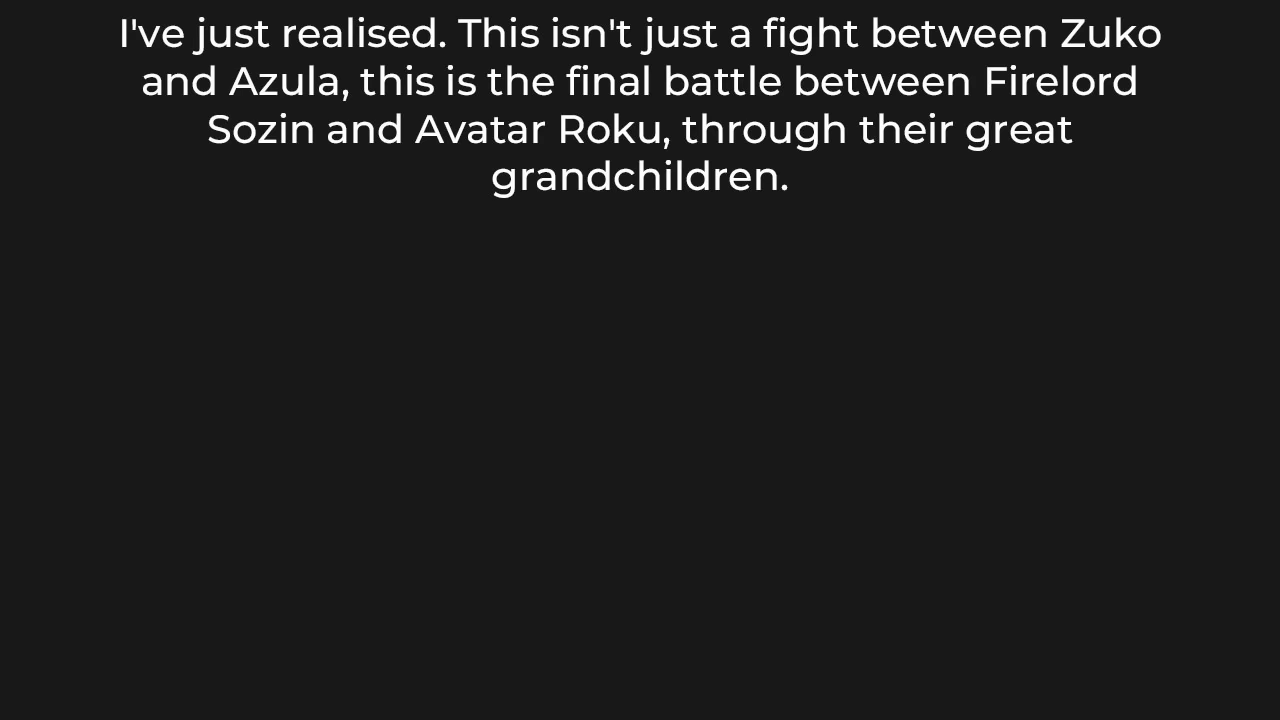 I've just realised. This isn't just a fight between Zuko
and Azula, this is the final battle between Firelord
Sozin and Avatar Roku, through their great
grandchildren.